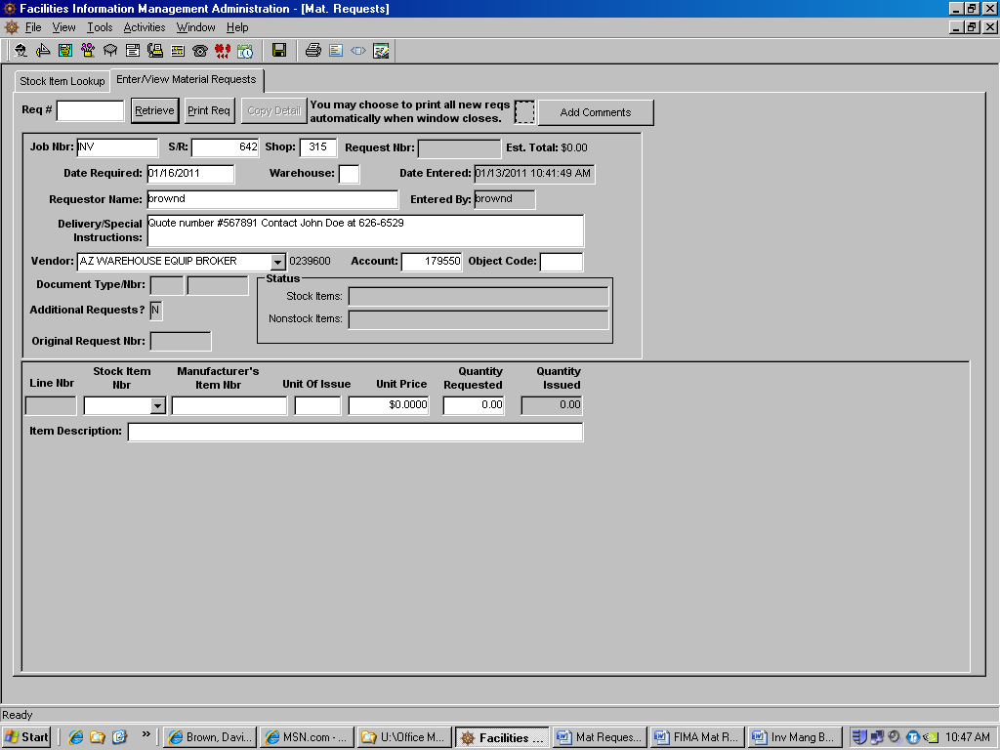 Facilities Information Management Administration - [Mat. Requests]
File View Tools Activities Window Help
Stock Item Lookup Enter/View Material Requests
Req # Retrieve Print Req Copy Detail You may choose to print all new reqs automatically when window closes. Add Comments
Job Nbr: INV S/R: 642 Shop: 315 Request Nbr: Est. Total: $0.00
Date Required: 01/16/2011 Warehouse: Date Entered: 01/13/2011 10:41:49 AM
Requestor Name: brownd Entered By: brownd
Delivery/Special Instructions: Quote number #567891 Contact John Doe at 626-6529
Vendor: AZ WAREHOUSE EQUIP BROKER 0239600 Account: 179550 Object Code:
Document Type/Nbr: Status
Stock Items:
Additional Requests? N Nonstock Items:
Original Request Nbr:
Line Nbr Stock Item Nbr Manufacturer's Item Nbr Unit Of Issue Unit Price Quantity Requested Quantity Issued
$0.0000 0.00 0.00
Item Description:
Ready
Start » Brown, Davi... MSN.com - ... U:\Office M... Facilities ... Mat Reques... FIMA Mat R... Inv Mang B... 10:47 AM